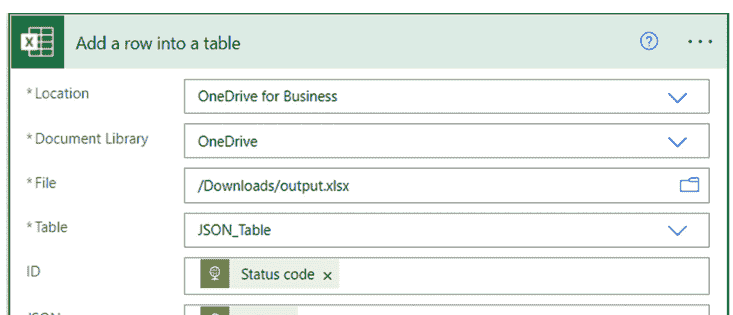 Add a row into a table
* Location
OneDrive for Business
* Document Library
OneDrive
* File
/Downloads/output.xlsx
* Table
JSON_Table
ID
Status code ×